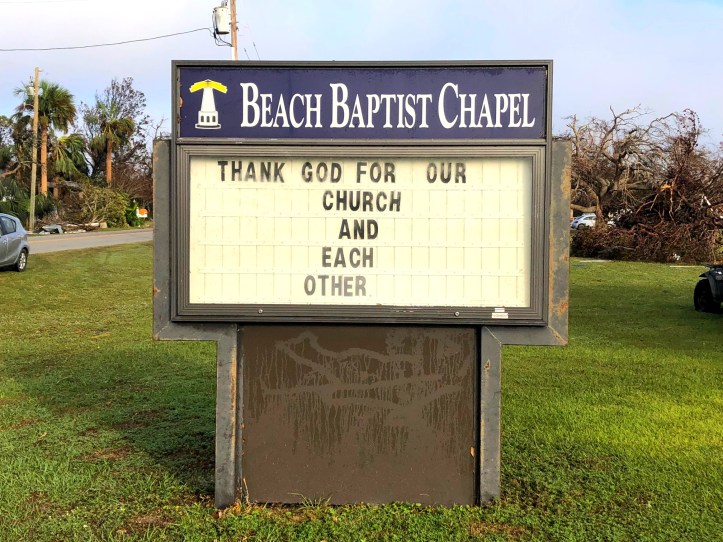 BEACH BAPTIST CHAPEL
THANK GOD FOR OUR
CHURCH
AND
EACH
OTHER